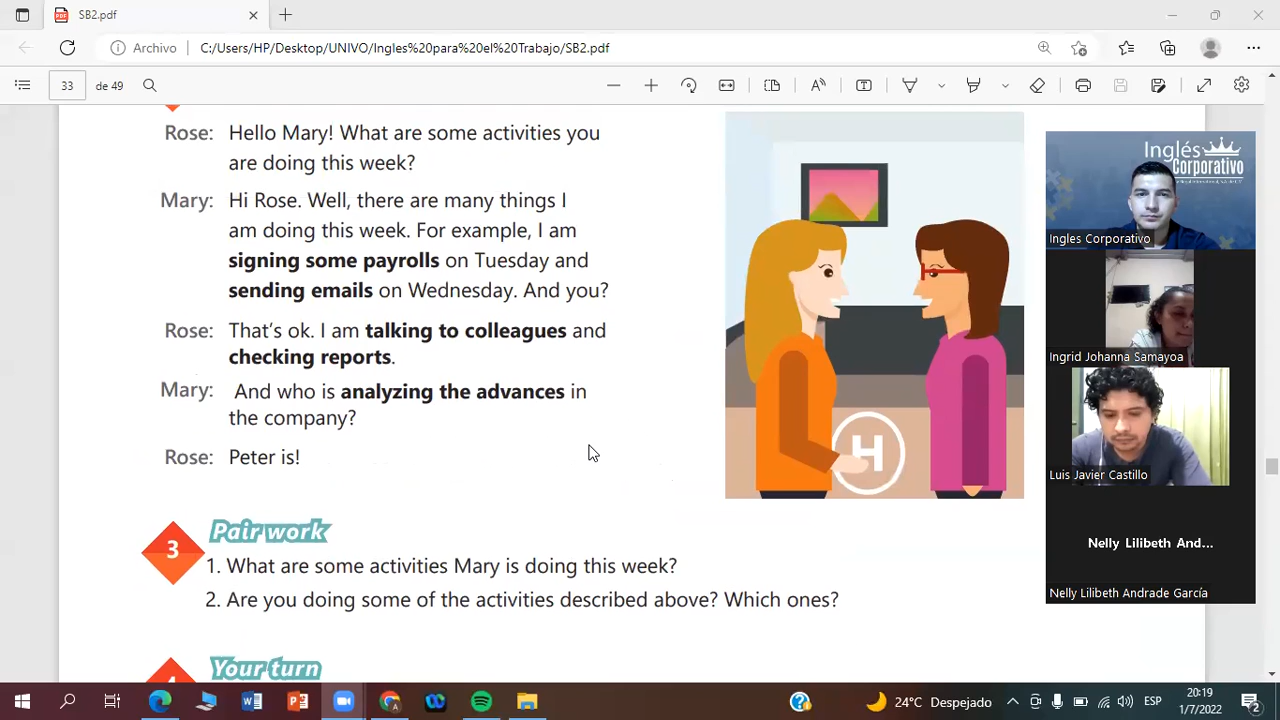 SB2.pdf
Archivo
C:/Users/HP/Desktop/UNIVO/Ingles%20para%20el%20Trabajo/SB2.pdf
33 de 49
Rose: Hello Mary! What are some activities you
are doing this week?
Mary: Hi Rose. Well, there are many things I
am doing this week. For example, I am
signing some payrolls on Tuesday and
sending emails on Wednesday. And you?
Rose: That's ok. I am talking to colleagues and
checking reports.
Mary: And who is analyzing the advances in
the company?
Rose: Peter is!
H
3 Pair work
1. What are some activities Mary is doing this week?
2. Are you doing some of the activities described above? Which ones?
Your turn
Inglés
Corporativo
Ingles Corporativo
Ingrid Johanna Samayoa
Luis Javier Castillo
Nelly Lilibeth And...
Nelly Lilibeth Andrade García
24°C Despejado
ESP
20:19
1/7/2022
2